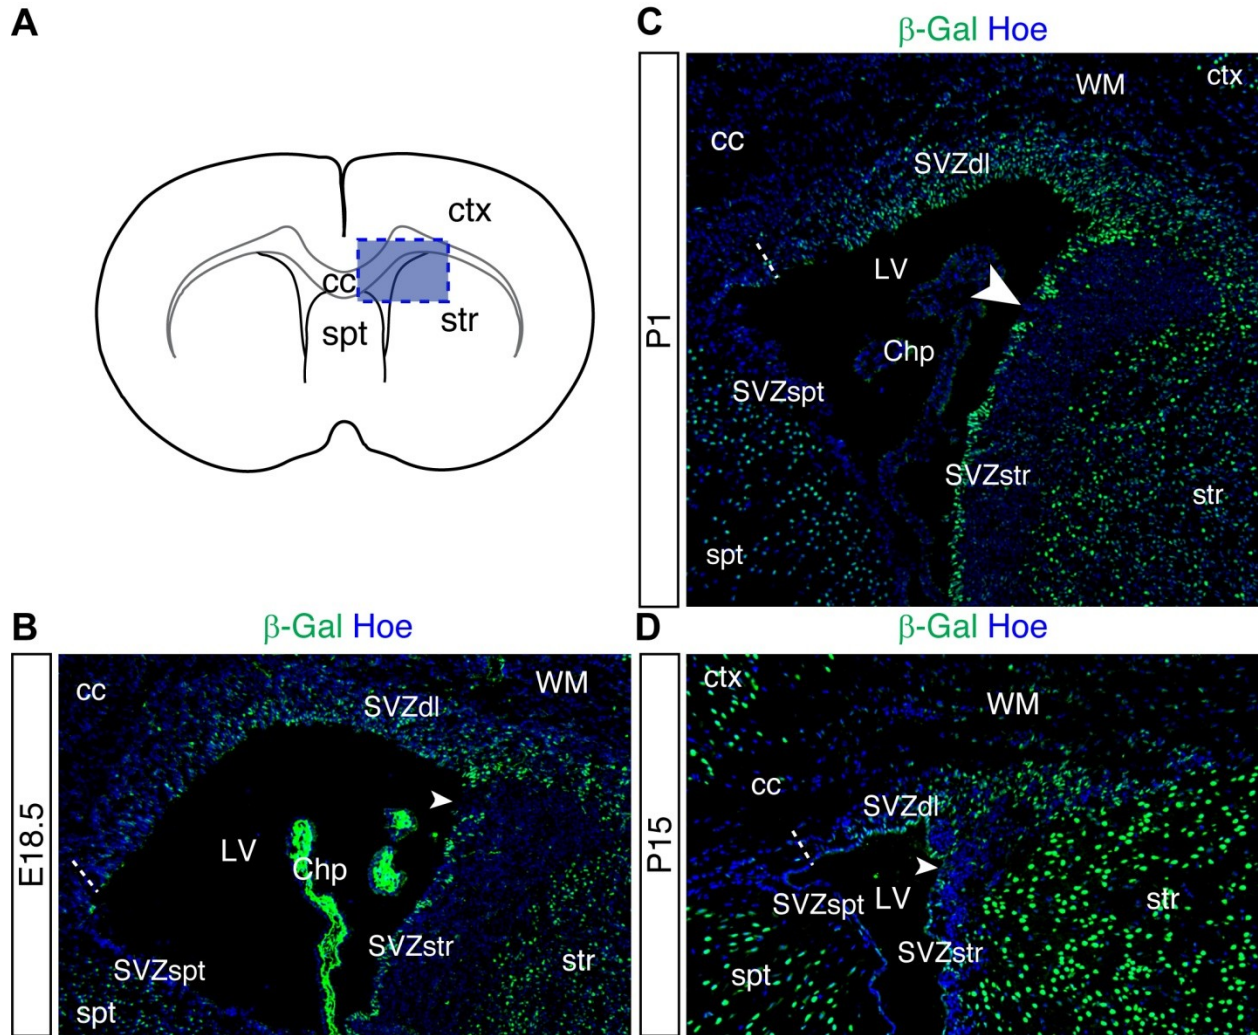 A
ctx
cc
spt
str
B
β-Gal Hoe
E18.5
cc
WM
SVZdl
LV
Chp
SVZspt
SVZstr
str
spt
C
β-Gal Hoe
P1
ctx
WM
cc
SVZdl
LV
Chp
SVZspt
SVZstr
str
spt
D
β-Gal Hoe
P15
ctx
WM
cc
SVZdl
SVZspt
LV
str
SVZstr
spt